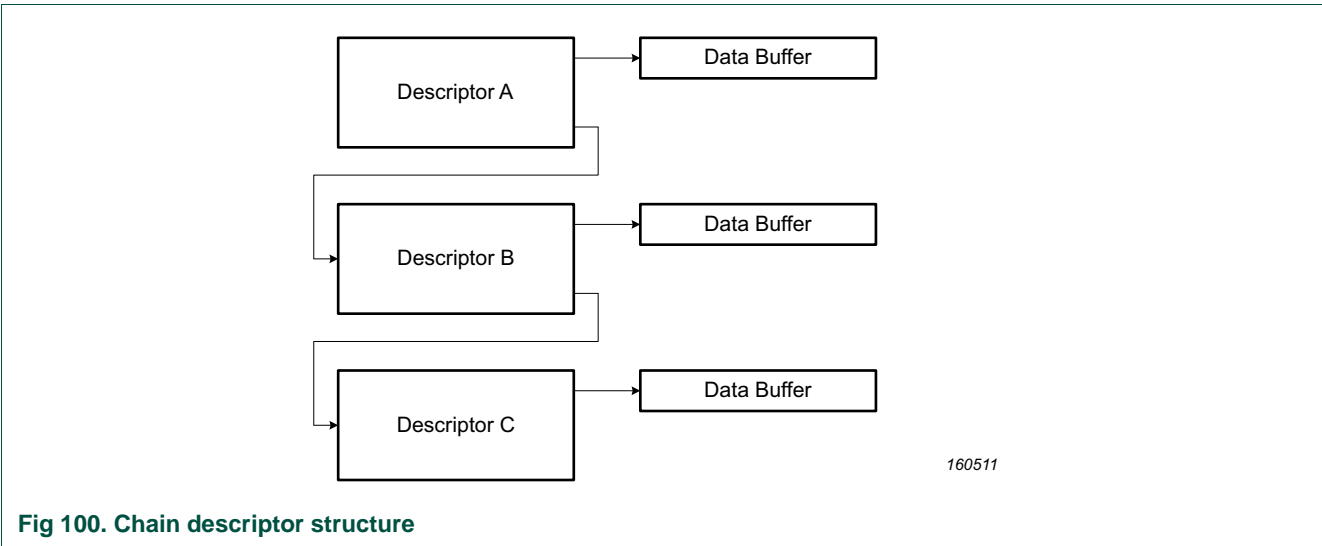 Descriptor A
Data Buffer
Descriptor B
Data Buffer
Descriptor C
Data Buffer
160511
Fig 100. Chain descriptor structure